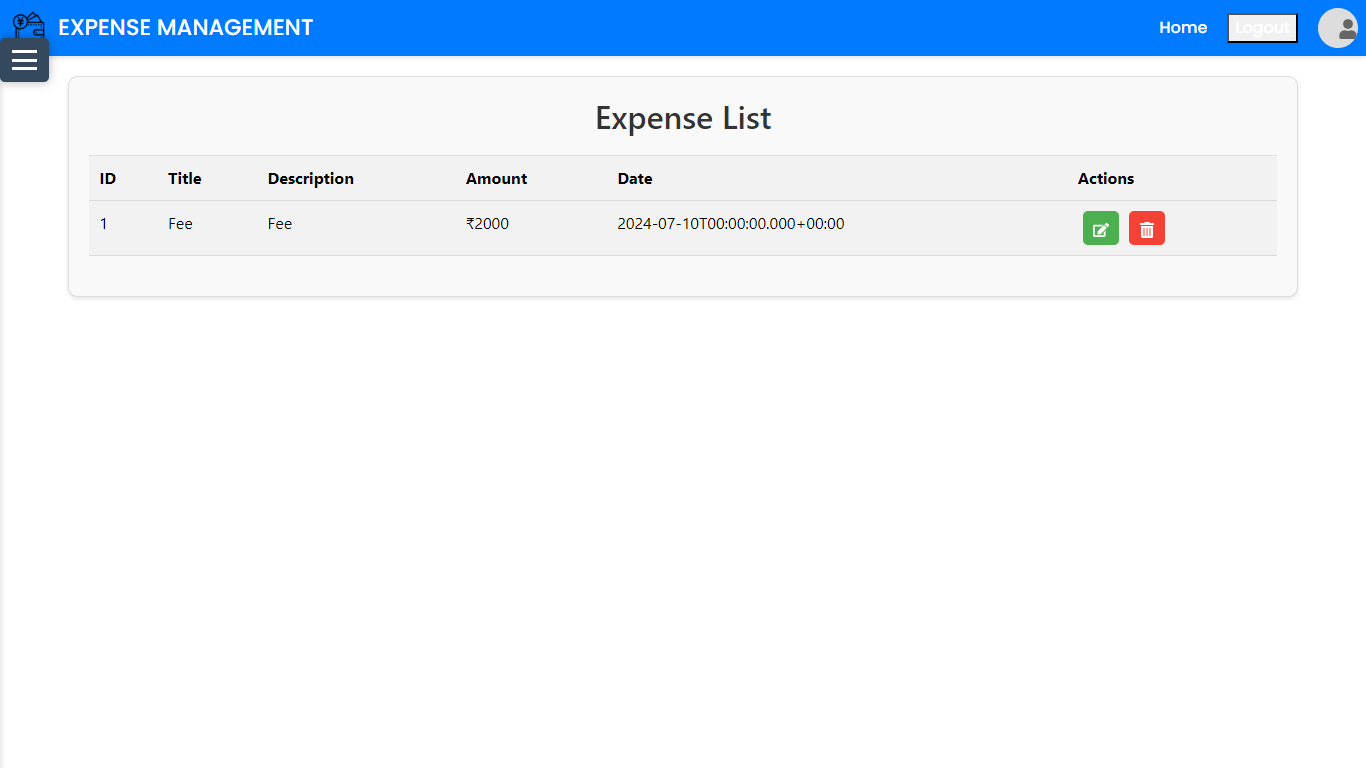 EXPENSE MANAGEMENT
Home
Logout
Expense List
ID Title Description Amount Date Actions
1 Fee Fee ₹2000 2024-07-10T00:00:00.000+00:00